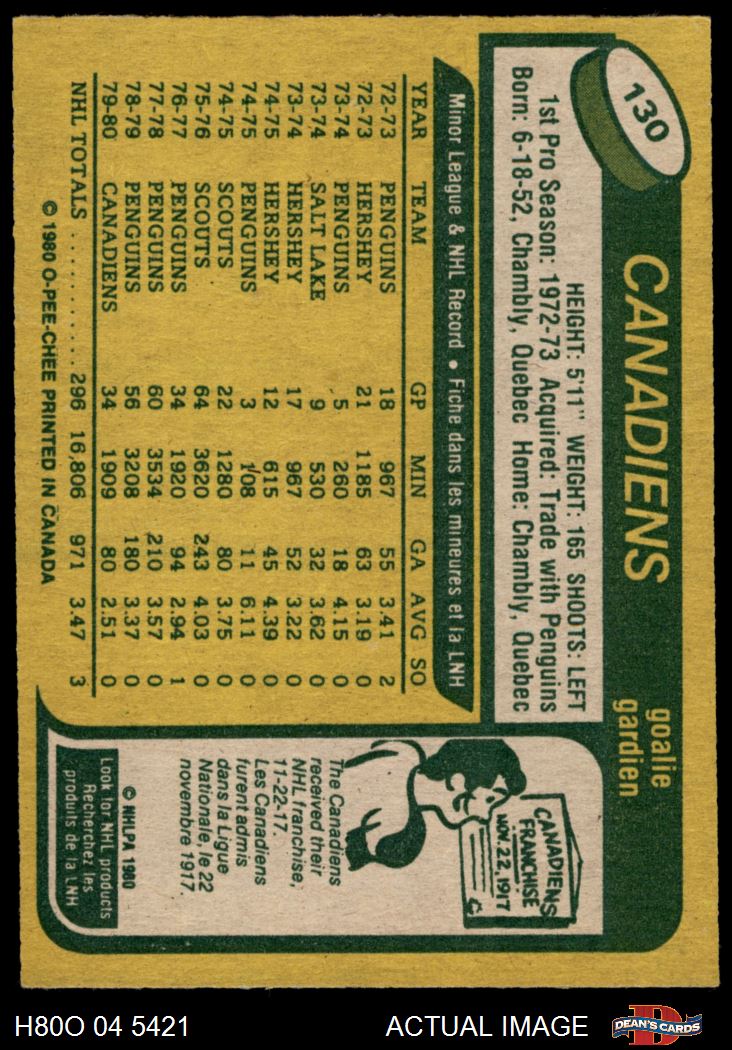 130
CANADIENS
goalie
gardien
HEIGHT: 5'11" WEIGHT: 165 SHOOTS: LEFT
1st Pro Season: 1972-73 Acquired: Trade with Penguins
Born: 6-18-52, Chambly, Quebec Home: Chambly, Quebec
Minor League & NHL Record • Fiche dans les mineures et la LNH
YEAR TEAM GP MIN GA AVG SO
72-73 PENGUINS 18 967 55 3.41 2
72-73 HERSHEY 21 1185 63 3.19 0
73-74 PENGUINS 5 260 18 4.15 0
73-74 SALT LAKE 9 530 32 3.62 0
73-74 HERSHEY 17 967 52 3.22 0
74-75 HERSHEY 12 615 45 4.39 0
74-75 PENGUINS 3 108 11 6.11 0
74-75 SCOUTS 22 1280 80 3.75 0
75-76 SCOUTS 64 3620 243 4.03 0
76-77 PENGUINS 34 1920 94 2.94 1
77-78 PENGUINS 60 3534 210 3.57 0
78-79 PENGUINS 56 3208 180 3.37 0
79-80 CANADIENS 34 1909 80 2.51 0
NHL TOTALS .......... 296 16,806 971 3.47 3
© 1980 O-PEE-CHEE PRINTED IN CANADA
CANADIENS
FRANCHISE
NOV. 22, 1917
The Canadiens
received their
NHL franchise,
11-22-17.
Les Canadiens
furent admis
dans la Ligue
Nationale, le 22
novembre 1917.
© NHLPA 1980
Look for NHL products
Recherchez les
produits de la LNH
H80O 04 5421
ACTUAL IMAGE
D
DEAN'S CARDS